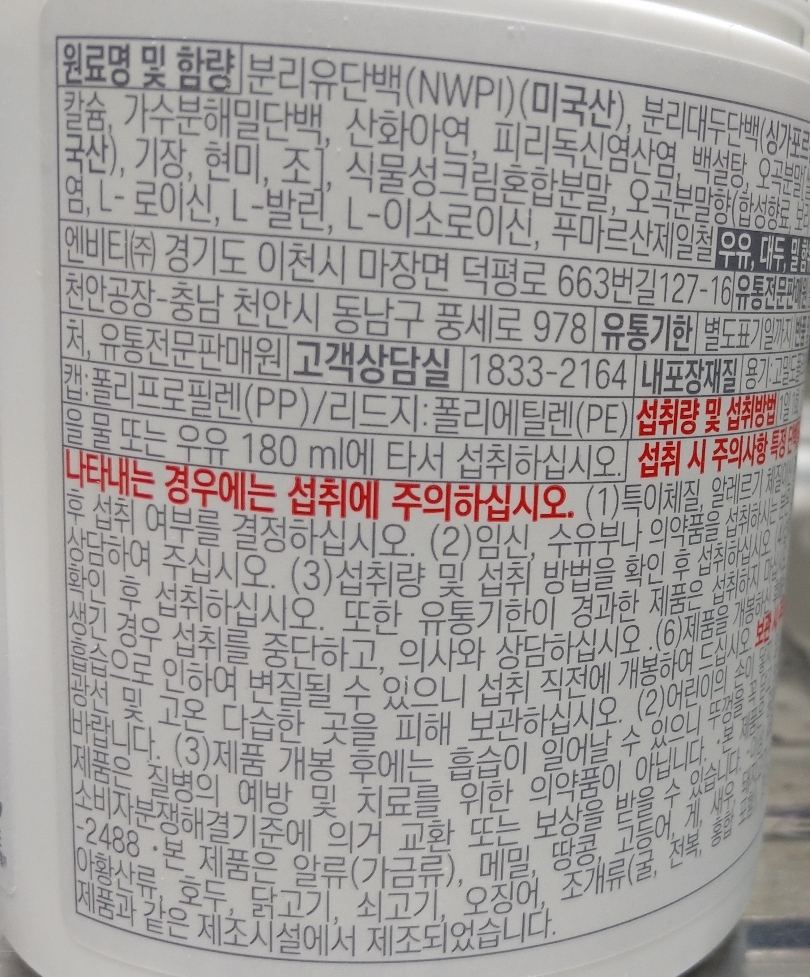 원료명 및 함량 분리유단백(NWPI)(미국산), 분리대두단백(싱가포르
칼슘, 가수분해밀단백, 산화아연, 피리독신염산염, 백설탕, 오곡분말(
국산), 기장, 현미, 조], 식물성크림혼합분말, 오곡분말향(합성향료,
염, L- 로이신, L-발린, L-이소로이신, 푸마르산제일철 우유, 대두, 밀
엔비티㈜ 경기도 이천시 마장면 덕평로 663번길127-16 유통전문판매원
천안공장-충남 천안시 동남구 풍세로 978 유통기한 별도표기일까지
처, 유통전문판매원 고객상담실 1833-2164 내포장재질 용기:고밀도
캡:폴리프로필렌(PP)/리드지:폴리에틸렌(PE) 섭취량 및 섭취방법
을 물 또는 우유 180 ml에 타서 섭취하십시오. 섭취 시 주의사항 특정
나타내는 경우에는 섭취에 주의하십시오. (1)특이체질, 알레르기 체질
후 섭취 여부를 결정하십시오. (2)임신, 수유부나 의약품을 섭취하시는
상담하여 주십시오. (3)섭취량 및 섭취 방법을 확인 후 섭취하십시오.
확인 후 섭취하십시오. 또한 유통기한이 경과한 제품은 섭취하지
생긴 경우 섭취를 중단하고, 의사와 상담하십시오.(6)제품을 개봉
흡습으로 인하여 변질될 수 있으니 섭취 직전에 개봉하여 드십시오
광선 및 고온 다습한 곳을 피해 보관하십시오. (2)어린이의 손이
바랍니다. (3)제품 개봉 후에는 흡습이 일어날 수 있으니 뚜껑을
제품은 질병의 예방 및 치료를 위한 의약품이 아닙니다. ·본
소비자분쟁해결기준에 의거 교환 또는 보상을 받을 수 있습니다.
-2488 ·본 제품은 알류(가금류), 메밀, 땅콩, 고등어, 게, 새우,
아황산류, 호두, 닭고기, 쇠고기, 오징어, 조개류(굴, 전복, 홍합
제품과 같은 제조시설에서 제조되었습니다.